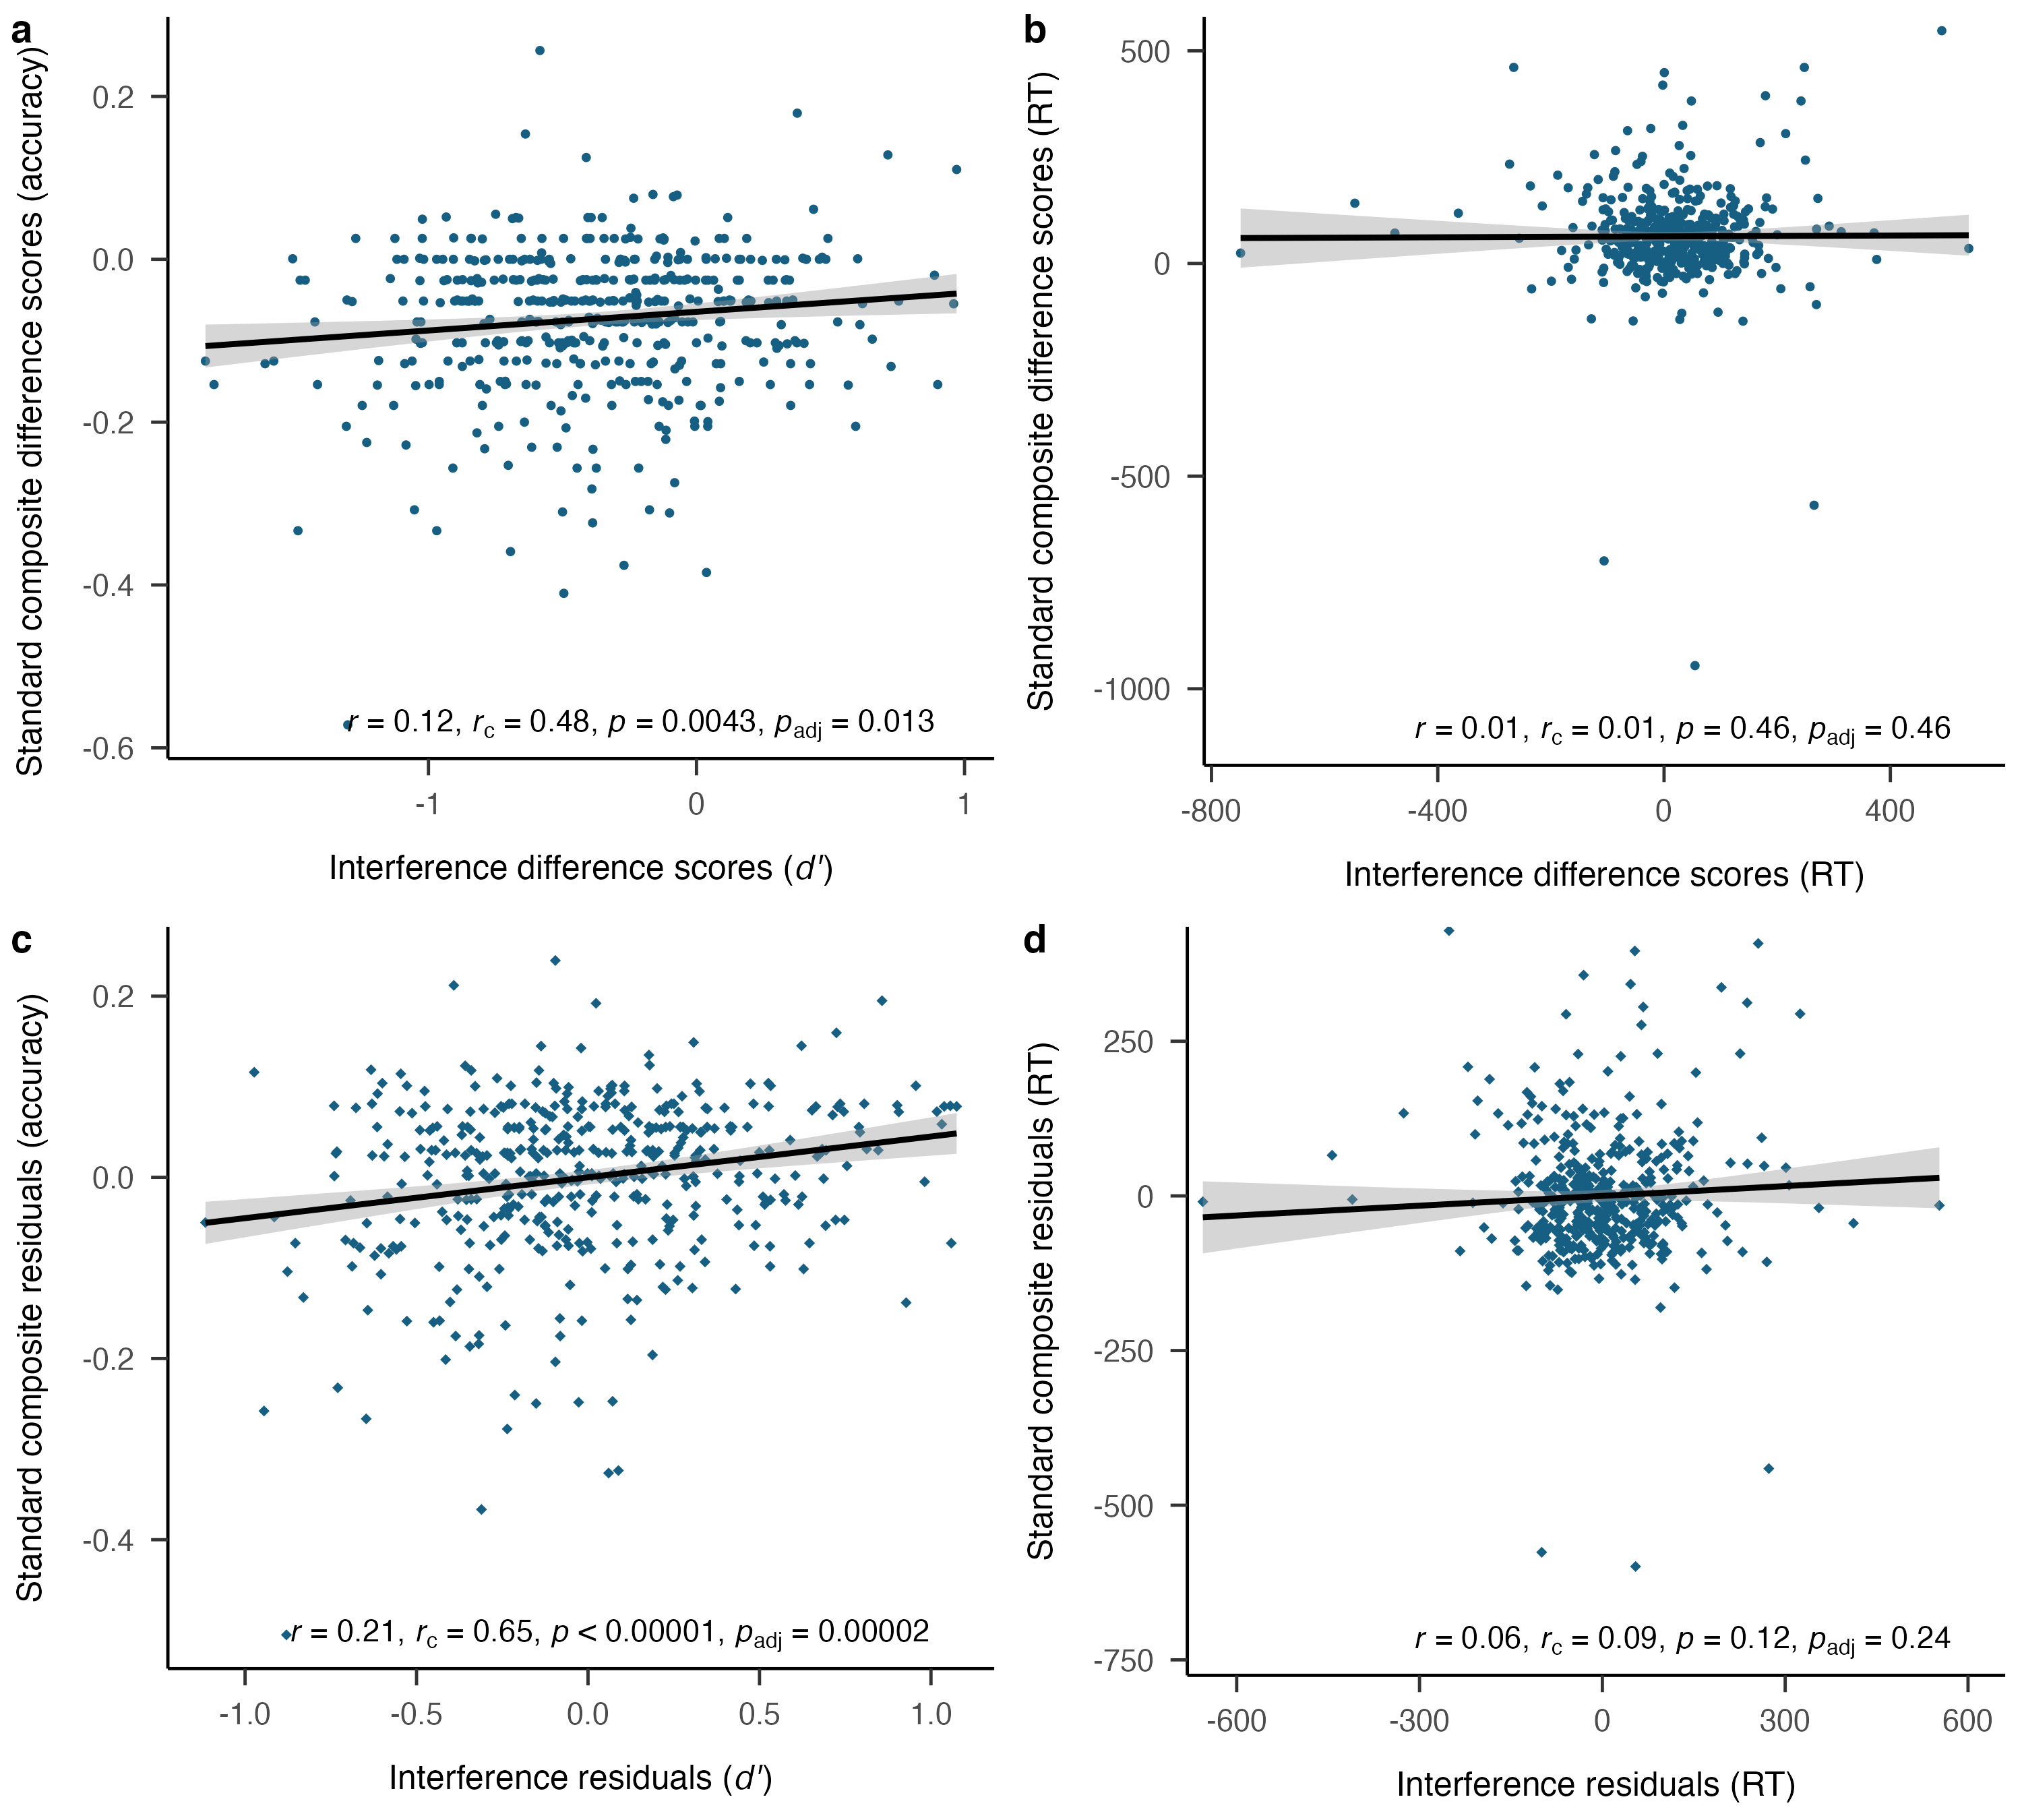 a
Standard composite difference scores (accuracy)
0.2
0.0
-0.2
-0.4
-0.6
r = 0.12, rc = 0.48, p = 0.0043, padj = 0.013
-1
0
1
Interference difference scores (d')
b
Standard composite difference scores (RT)
500
0
-500
-1000
r = 0.01, rc = 0.01, p = 0.46, padj = 0.46
-800
-400
0
400
Interference difference scores (RT)
c
Standard composite residuals (accuracy)
0.2
0.0
-0.2
-0.4
r = 0.21, rc = 0.65, p < 0.00001, padj = 0.00002
-1.0
-0.5
0.0
0.5
1.0
Interference residuals (d')
d
Standard composite residuals (RT)
250
0
-250
-500
-750
r = 0.06, rc = 0.09, p = 0.12, padj = 0.24
-600
-300
0
300
600
Interference residuals (RT)